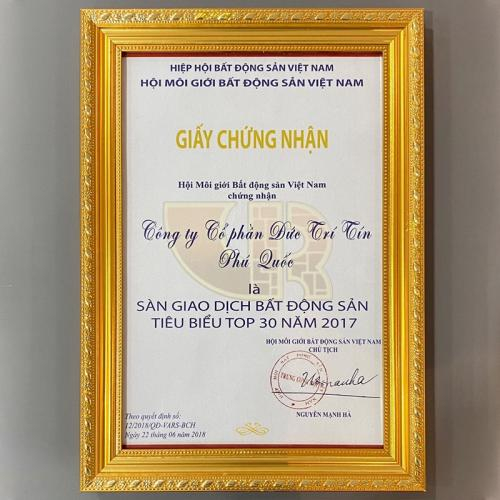 HIỆP HỘI BẤT ĐỘNG SẢN VIỆT NAM
HỘI MÔI GIỚI BẤT ĐỘNG SẢN VIỆT NAM
GIẤY CHỨNG NHẬN
Hội Môi giới Bất động sản Việt Nam
chứng nhận
Công ty Cổ phần Đức Trí Tín
Phú Quốc
là
SÀN GIAO DỊCH BẤT ĐỘNG SẢN
TIÊU BIỂU TOP 30 NĂM 2017
HỘI MÔI GIỚI BẤT ĐỘNG SẢN VIỆT NAM
CHỦ TỊCH
NGUYỄN MẠNH HÀ
Theo quyết định số:
12/2018/QĐ-VARS-BCH
Ngày 22 tháng 06 năm 2018